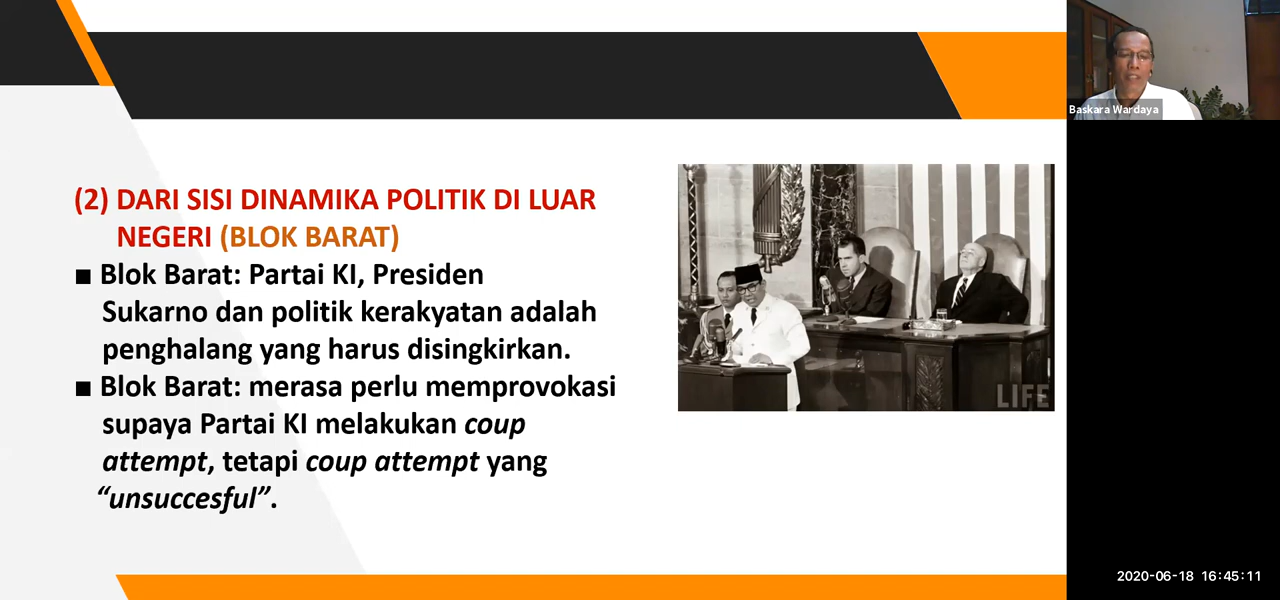 (2) DARI SISI DINAMIKA POLITIK DI LUAR
NEGERI (BLOK BARAT)
■ Blok Barat: Partai KI, Presiden
Sukarno dan politik kerakyatan adalah
penghalang yang harus disingkirkan.
■ Blok Barat: merasa perlu memprovokasi
supaya Partai KI melakukan coup
attempt, tetapi coup attempt yang
“unsuccesful”.
LIFE
Baskara Wardaya
2020-06-18 16:45:11